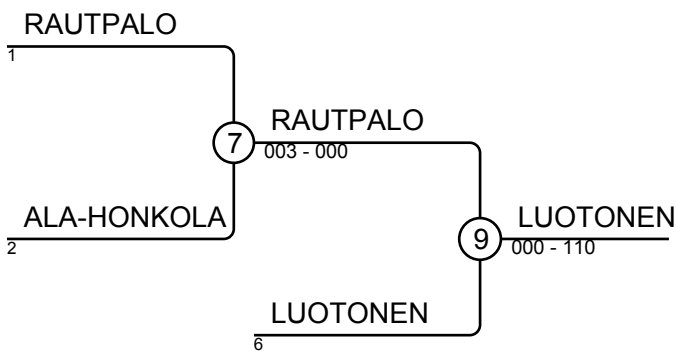 RAUTPALO
1
RAUTPALO
7
003 - 000
ALA-HONKOLA
2
LUOTONEN
9
000 - 110
LUOTONEN
6